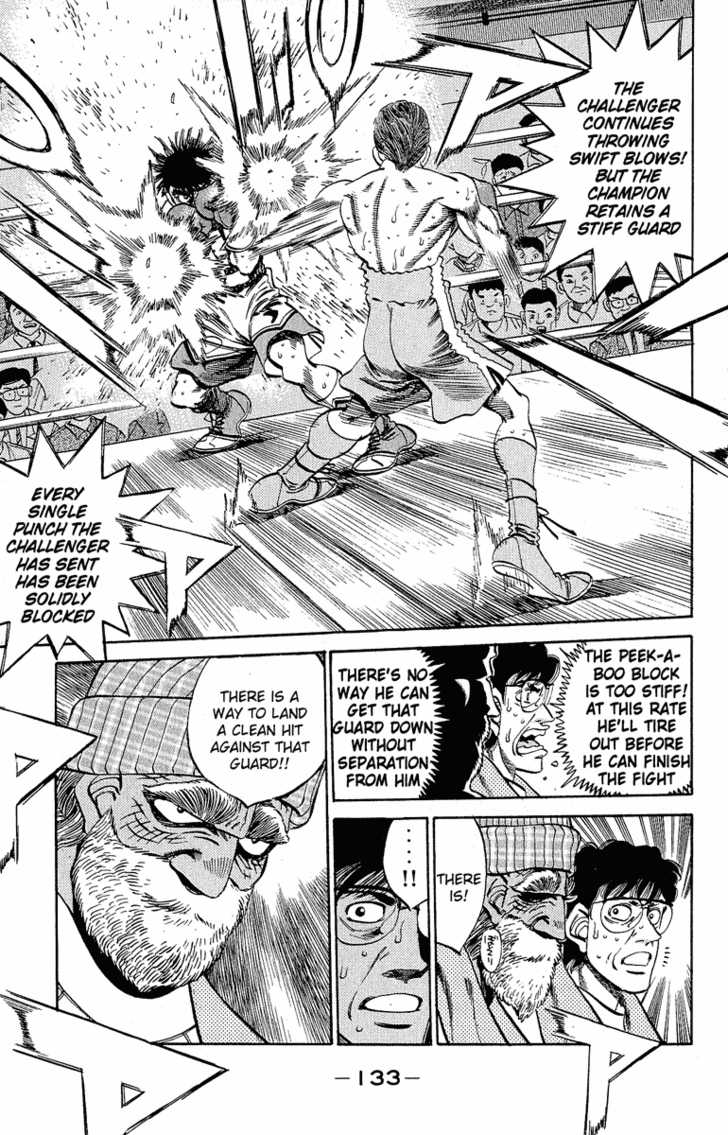 THE
CHALLENGER
CONTINUES
THROWING
SWIFT BLOWS!
BUT THE
CHAMPION
RETAINS A
STIFF GUARD
EVERY
SINGLE
PUNCH THE
CHALLENGER
HAS SENT
HAS BEEN
SOLIDLY
BLOCKED
THE PEEK-A-
BOO BLOCK
IS TOO STIFF!
AT THIS RATE
HE'LL TIRE
OUT BEFORE
HE CAN FINISH
THE FIGHT
THERE'S NO
WAY HE CAN
GET THAT
GUARD DOWN
WITHOUT
SEPARATION
FROM HIM
THERE IS A
WAY TO LAND
A CLEAN HIT
AGAINST THAT
GUARD!!
THERE
IS!
....!!
—133—